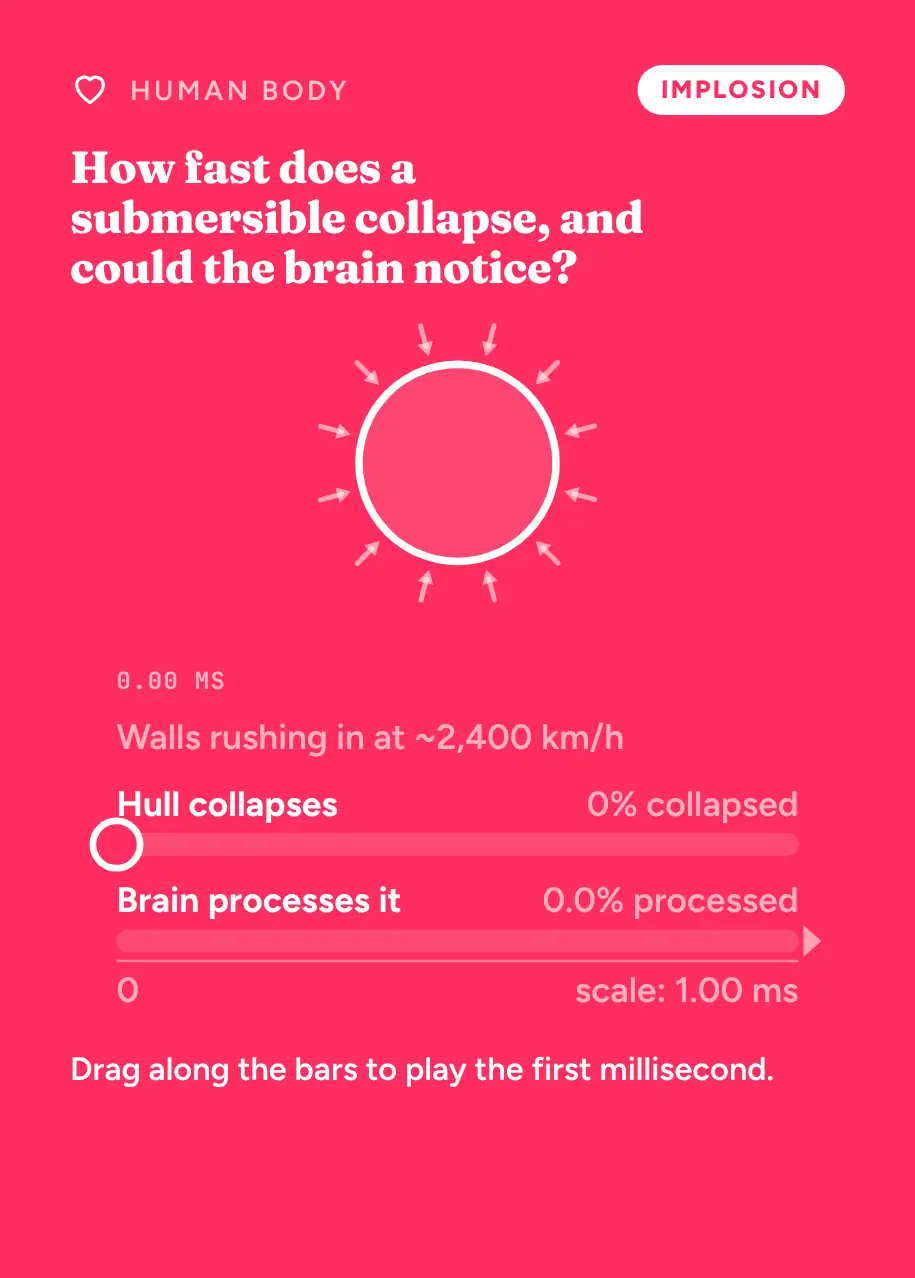 HUMAN BODY
IMPLOSION
How fast does a
submersible collapse, and
could the brain notice?
0.00 MS
Walls rushing in at ~2,400 km/h
Hull collapses
0% collapsed
Brain processes it
0.0% processed
0
scale: 1.00 ms
Drag along the bars to play the first millisecond.